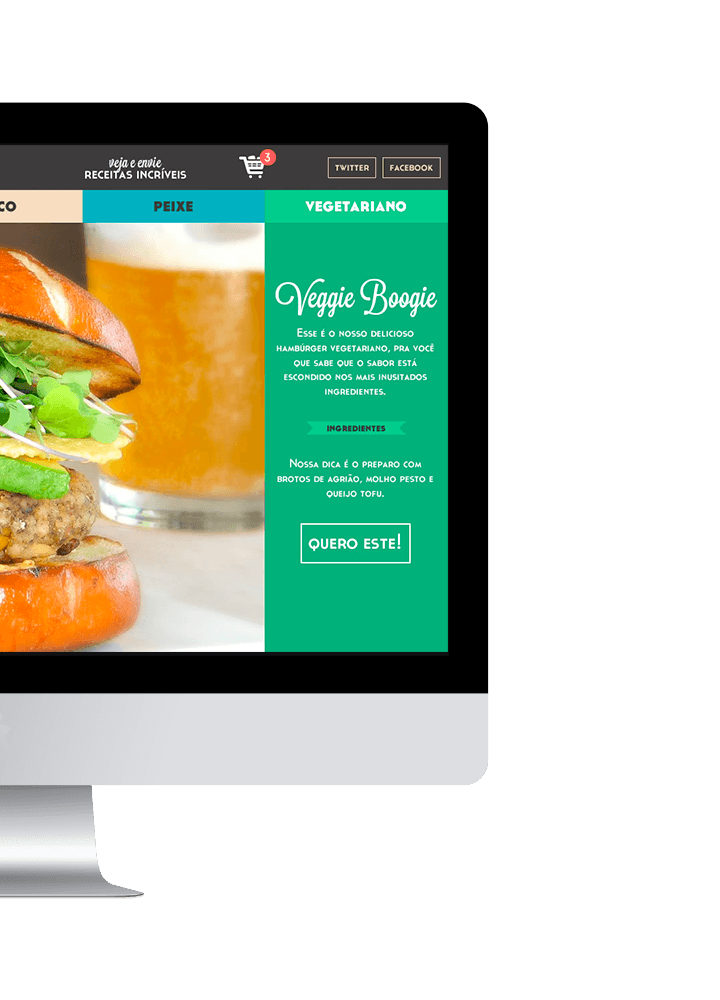 veja e envie
RECEITAS INCRÍVEIS
3
TWITTER
FACEBOOK
CO
PEIXE
VEGETARIANO
Veggie Boogie
Esse é o nosso delicioso
hambúrger vegetariano, pra você
que sabe que o sabor está
escondido nos mais inusitados
ingredientes.
INGREDIENTES
Nossa dica é o preparo com
brotos de agrião, molho pesto e
queijo tofu.
QUERO ESTE!